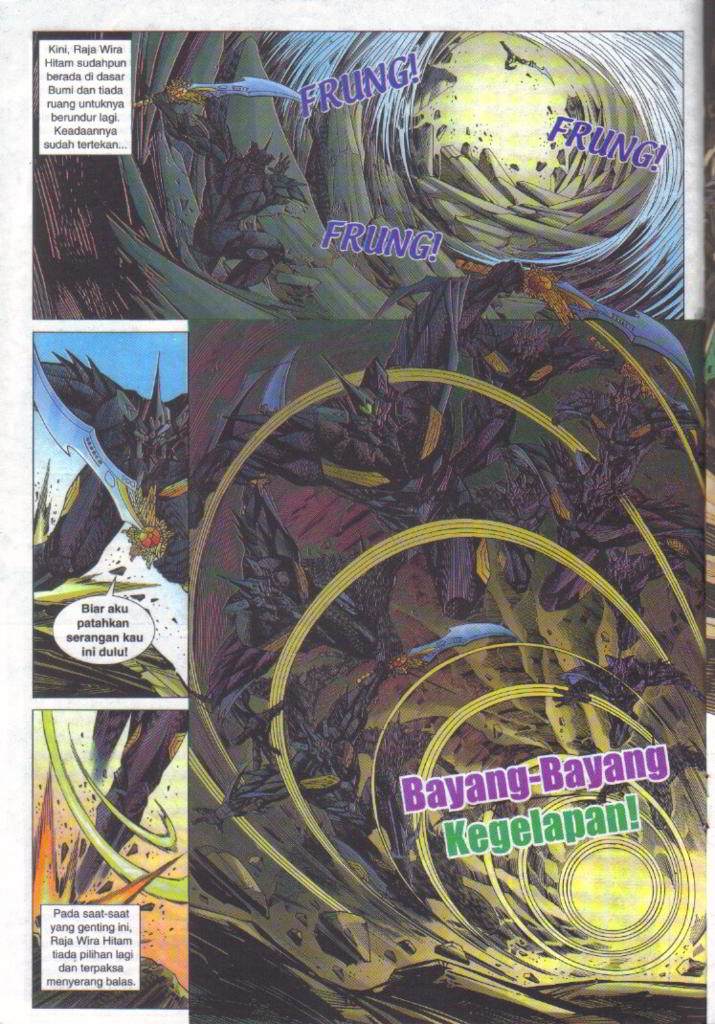 Kini, Raja Wira
Hitam sudahpun
berada di dasar
Bumi dan tiada
ruang untuknya
berundur lagi.
Keadaannya
sudah tertekan...
FRUNG!
FRUNG!
FRUNG!
Biar aku
patahkan
serangan kau
ini dulu!
Bayang-Bayang
Kegelapan!
Pada saat-saat
yang genting ini,
Raja Wira Hitam
tiada pilihan lagi
dan terpaksa
menyerang balas.